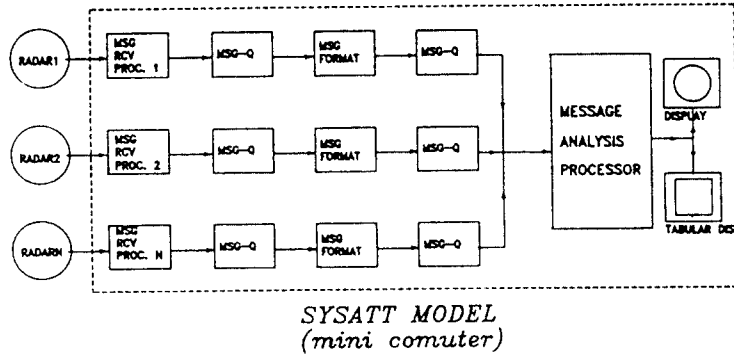 RADAR1
MSG
RCV
PROC. 1
MSG-Q
MSG
FORMAT
MSG-Q
RADAR2
MSG
RCV
PROC. 2
MSG-Q
MSG
FORMAT
MSG-Q
RADARN
MSG
RCV
PROC. N
MSG-Q
MSG
FORMAT
MSG-Q
MESSAGE
ANALYSIS
PROCESSOR
DISPLAY
TABULAR DIS
SYSATT MODEL
(mini comuter)